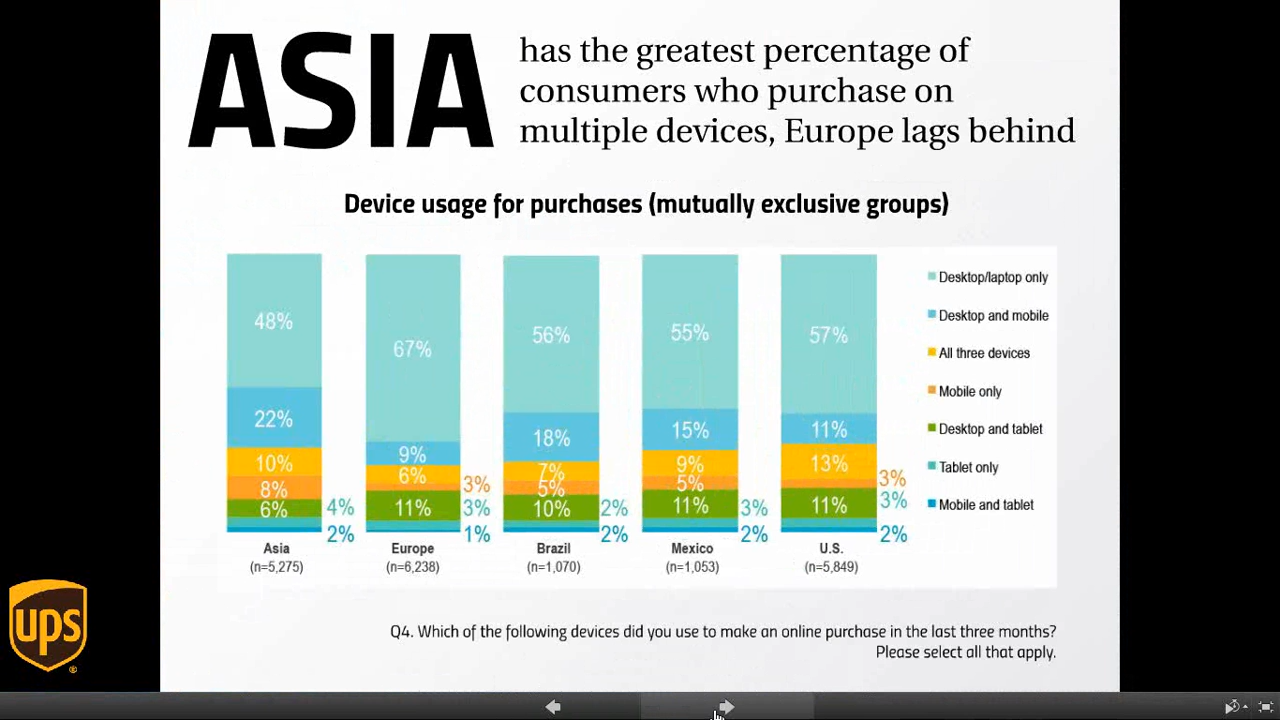 ASIA
has the greatest percentage of
consumers who purchase on
multiple devices, Europe lags behind
Device usage for purchases (mutually exclusive groups)
48%
22%
10%
8%
6%
4%
2%
Asia
(n=5,275)
67%
9%
6%
3%
11%
3%
1%
Europe
(n=6,238)
56%
18%
7%
5%
10%
2%
2%
Brazil
(n=1,070)
55%
15%
9%
5%
11%
3%
2%
Mexico
(n=1,053)
57%
11%
13%
3%
11%
3%
2%
U.S.
(n=5,849)
Desktop/laptop only
Desktop and mobile
All three devices
Mobile only
Desktop and tablet
Tablet only
Mobile and tablet
ups
®
Q4. Which of the following devices did you use to make an online purchase in the last three months?
Please select all that apply.